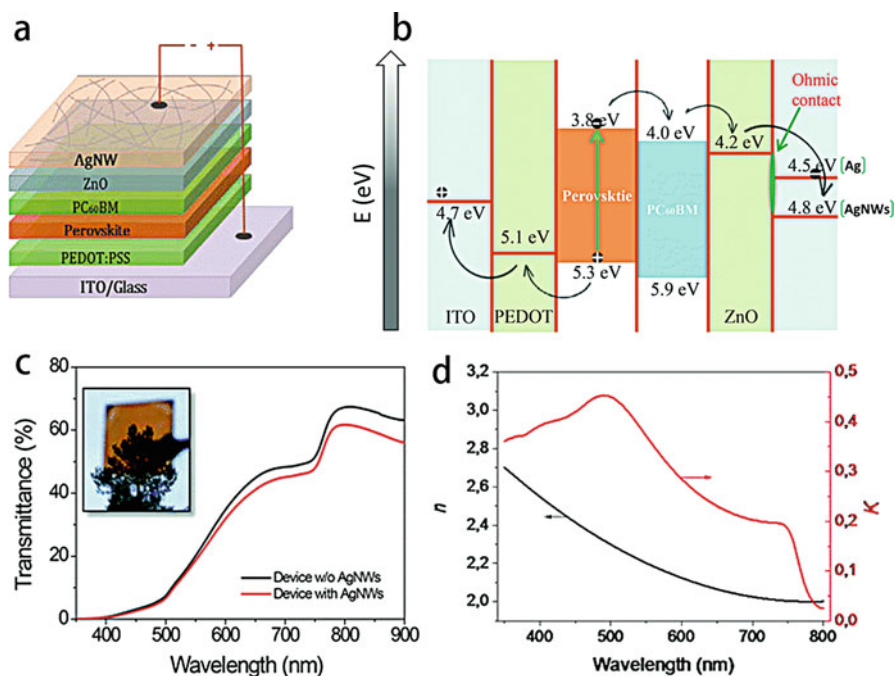 a
- +
AgNW
ZnO
PC₆₀BM
Perovskite
PEDOT:PSS
ITO/Glass
b
E (eV)
Ohmic
contact
3.8 eV
4.0 eV
4.2 eV
4.5 eV (Ag)
4.7 eV
Perovsktie
PC₆₀BM
4.8 eV (AgNWs)
5.1 eV
5.3 eV
5.9 eV
ITO
PEDOT
ZnO
c
Transmittance (%)
80
60
40
20
0
Device w/o AgNWs
Device with AgNWs
400 500 600 700 800 900
Wavelength (nm)
d
n
3,2
3,0
2,8
2,6
2,4
2,2
2,0
0,5
0,4
0,3
0,2
0,1
0,0
K
400 500 600 700 800
Wavelength (nm)